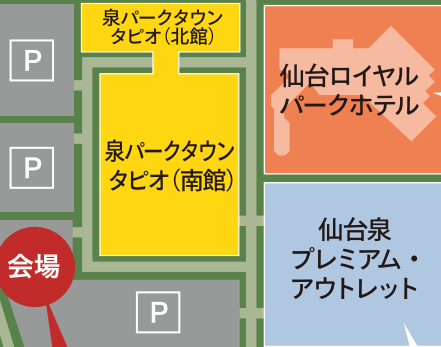 泉パークタウン
タピオ（北館）
P
仙台ロイヤル
パークホテル
泉パークタウン
タピオ（南館）
P
仙台泉
プレミアム・
アウトレット
会場
P